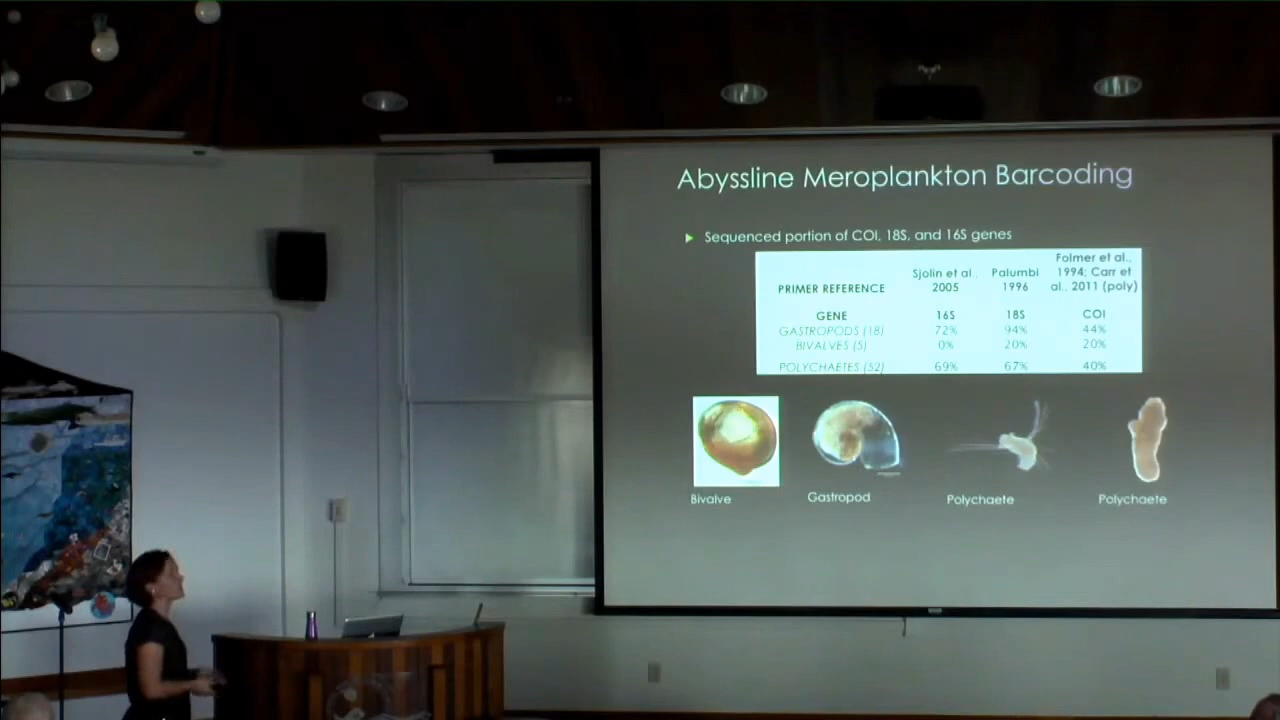 Abyssline Meroplankton Barcoding
Sequenced portion of COI, 18S, and 16S genes
PRIMER REFERENCE Sjolin et al., 2005 Palumbi 1996 Folmer et al., 1994; Carr et al., 2011 (poly)
GENE 16S 18S COI
GASTROPODS (18) 72% 94% 44%
BIVALVES (5) 0% 20% 20%
POLYCHAETES (52) 69% 67% 40%
Bivalve Gastropod Polychaete Polychaete